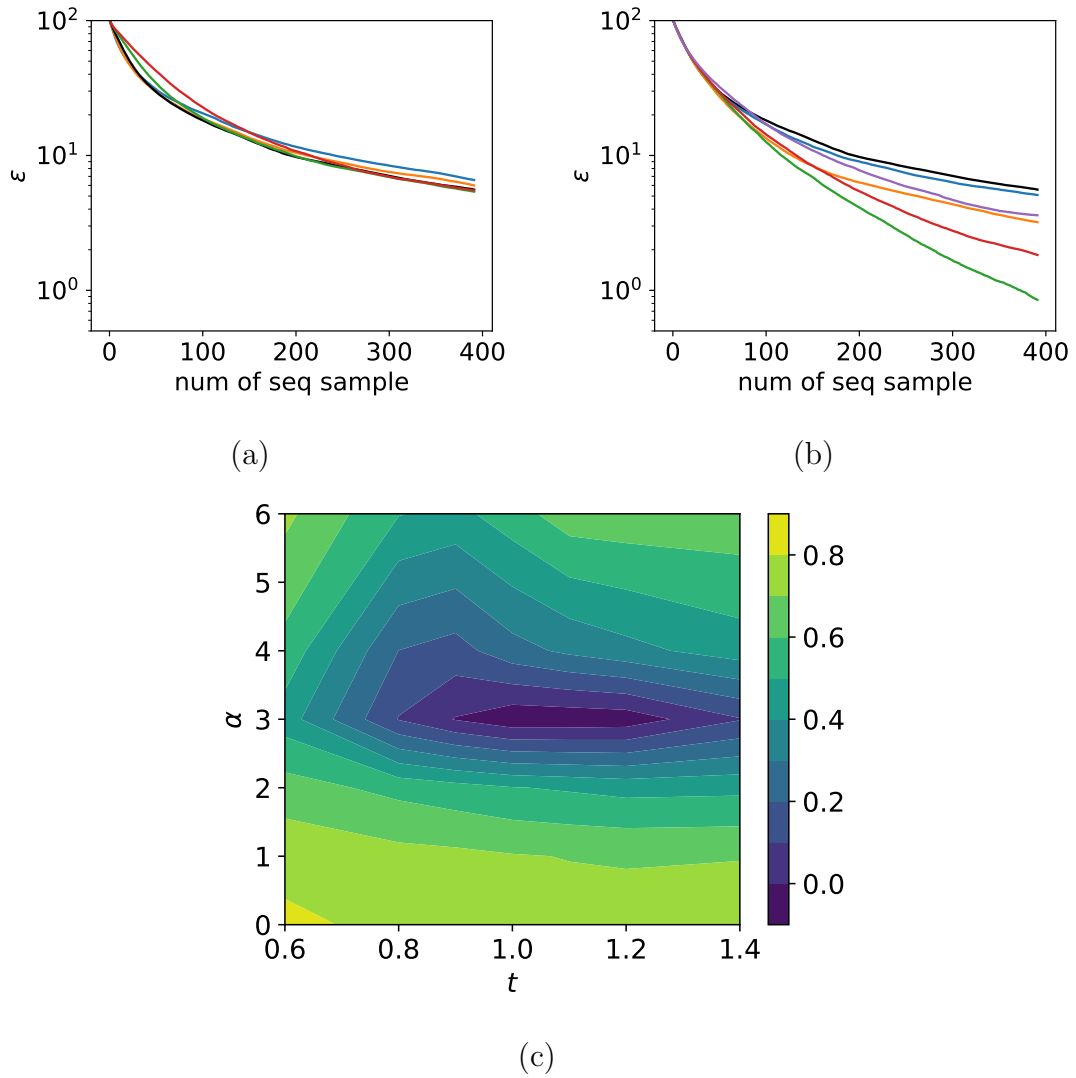 10² 10²
10¹ 10¹
ε ε
10⁰ 10⁰
0 100 200 300 400 0 100 200 300 400
num of seq sample num of seq sample
(a) (b)
6
5
4
3
2
1
0
α
0.6 0.8 1.0 1.2 1.4
t
0.8
0.6
0.4
0.2
0.0
(c)